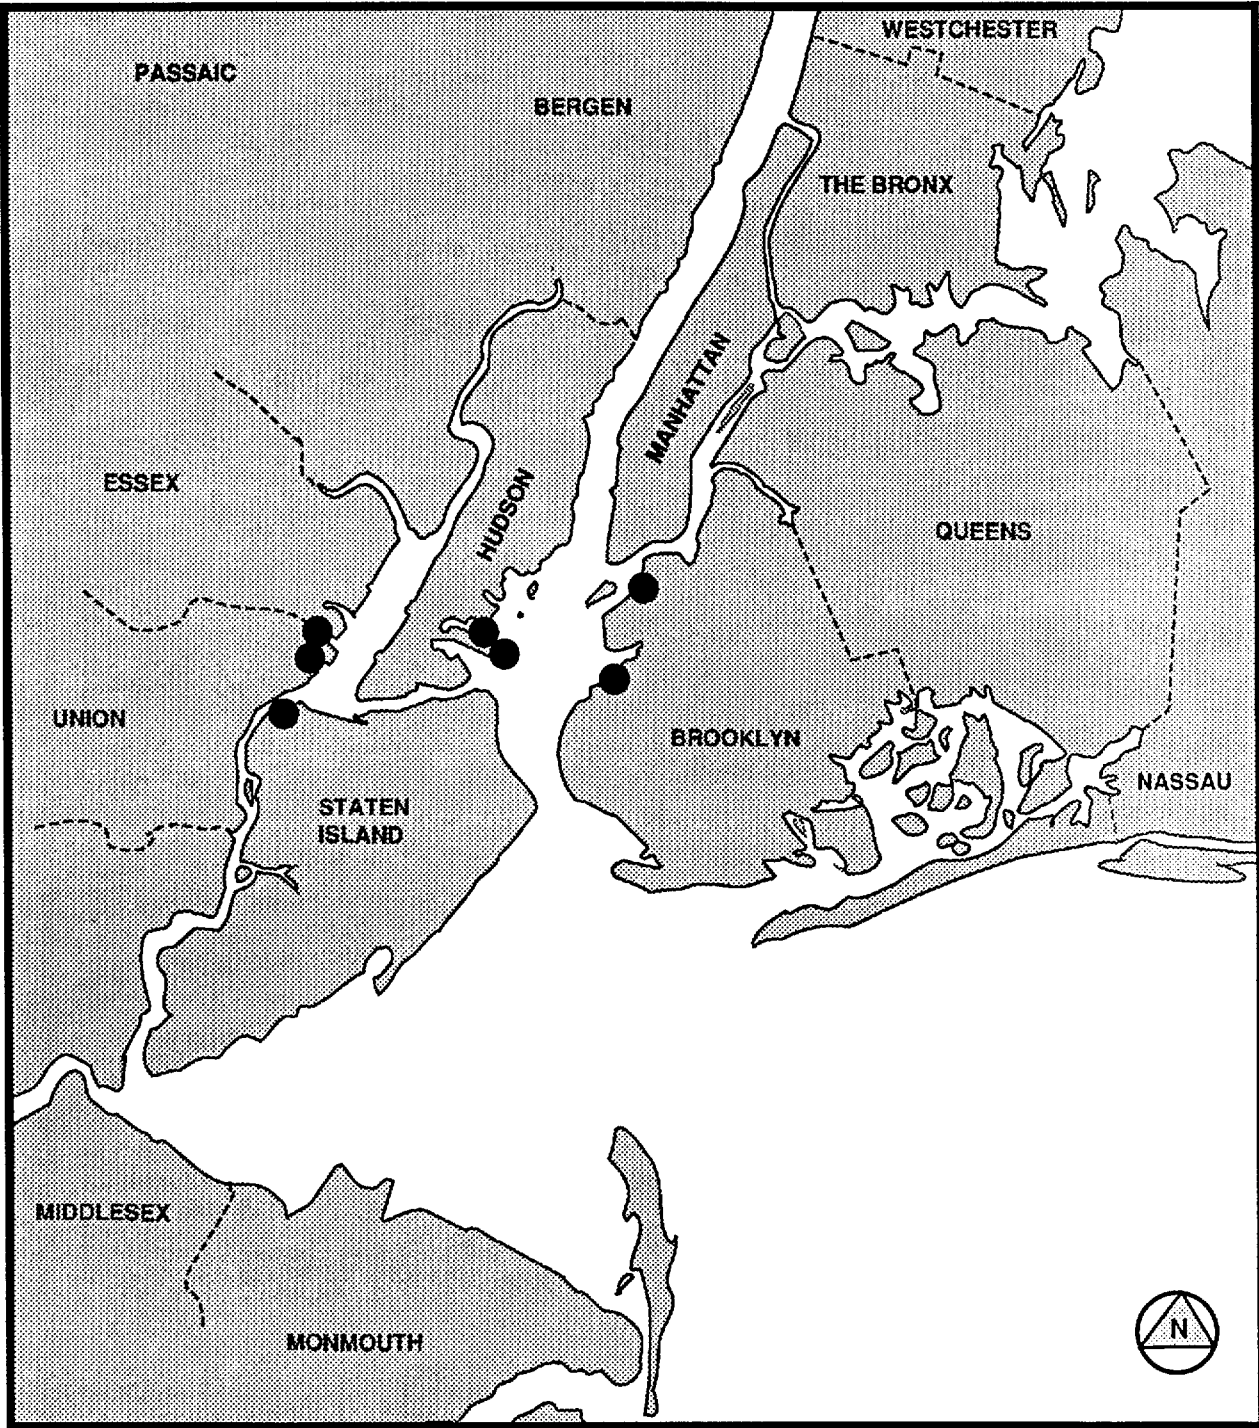 WESTCHESTER
PASSAIC
BERGEN
THE BRONX
MANHATTAN
ESSEX
HUDSON
QUEENS
UNION
BROOKLYN
NASSAU
STATEN
ISLAND
MIDDLESEX
MONMOUTH
N